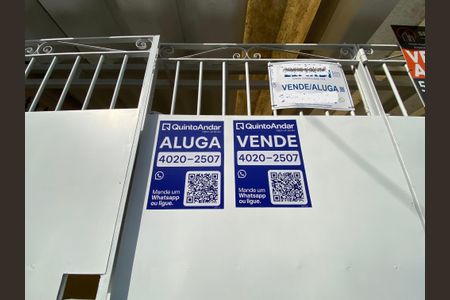 VENDE/ALUGA
QuintoAndar
ALUGA
4020-2507
Mande um
Whatsapp
ou ligue.
QuintoAndar
VENDE
4020-2507
Mande um
Whatsapp
ou ligue.